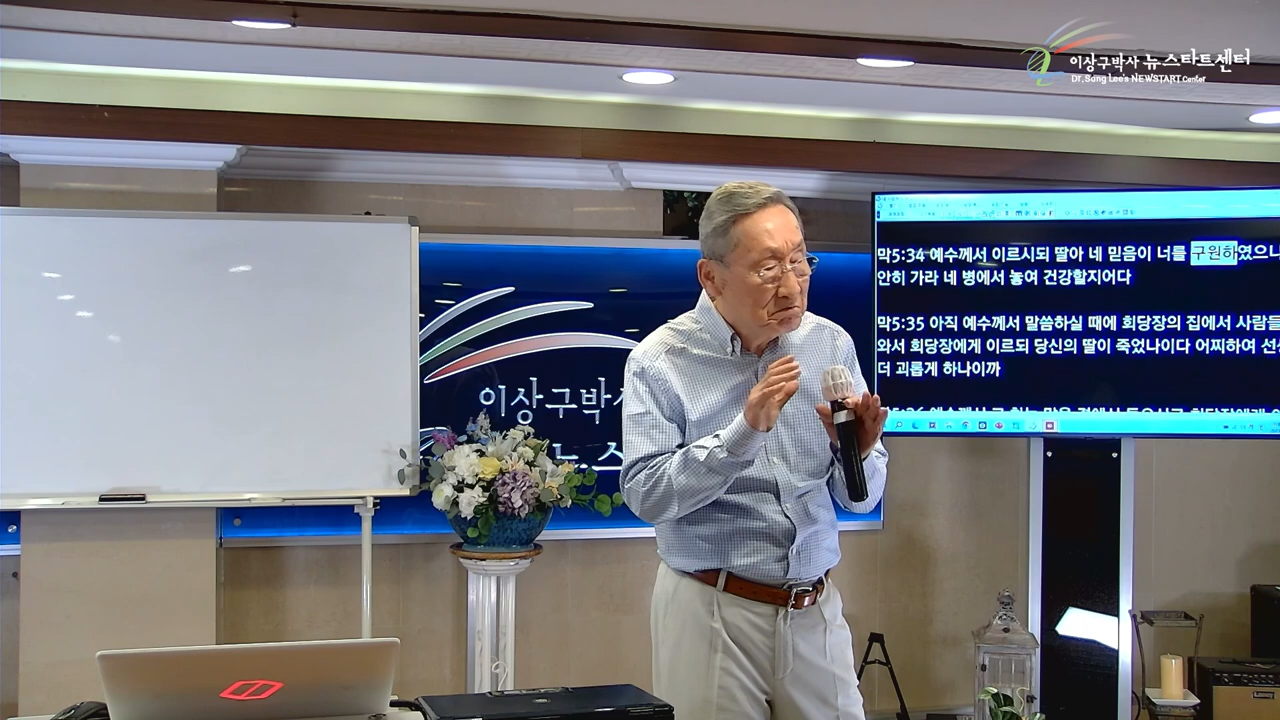 이상구박사 뉴스타트센터
Dr. Sang Lee's NEWSTART Center
막5:34 예수께서 이르시되 딸아 네 믿음이 너를 구원하였으니
안히 가라 네 병에서 놓여 건강할지어다
막5:35 아직 예수께서 말씀하실 때에 회당장의 집에서 사람들
와서 회당장에게 이르되 당신의 딸이 죽었나이다 어찌하여 선생
더 괴롭게 하나이까
이상구박사
뉴스